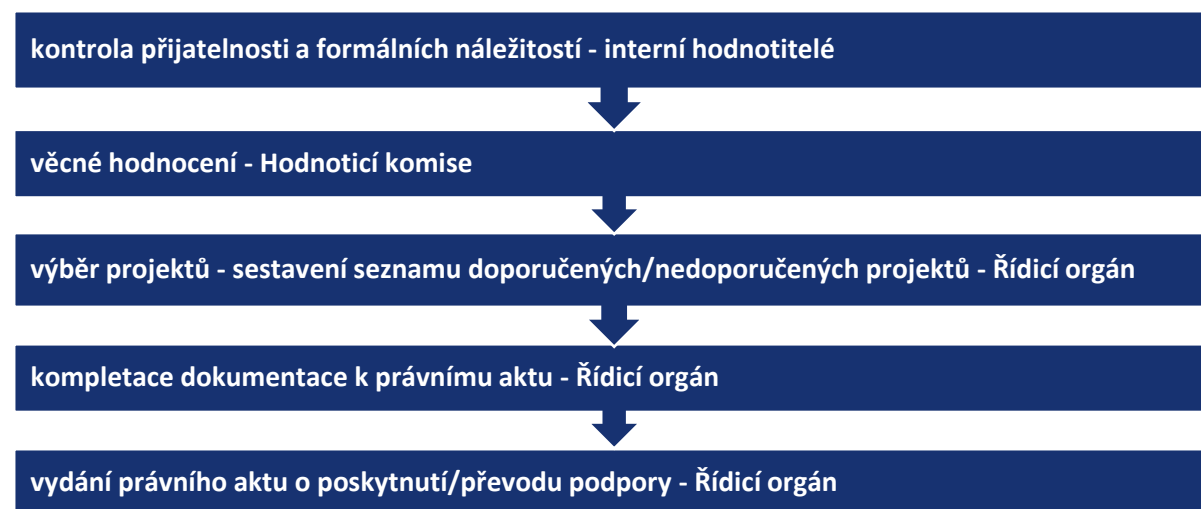 kontrola přijatelnosti a formálních náležitostí - interní hodnotitelé
věcné hodnocení - Hodnoticí komise
výběr projektů - sestavení seznamu doporučených/nedoporučených projektů - Řídicí orgán
kompletace dokumentace k právnímu aktu - Řídicí orgán
vydání právního aktu o poskytnutí/převodu podpory - Řídicí orgán